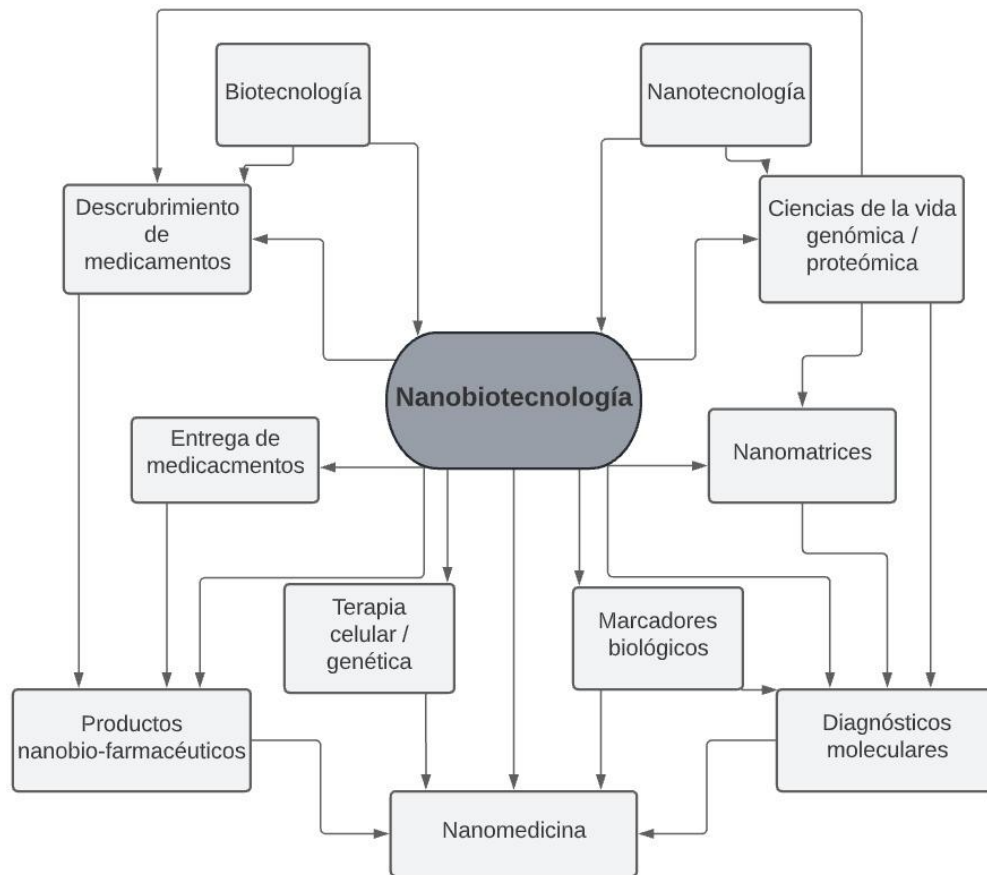 Biotecnología
Nanotecnología
Descrubrimiento
de
medicamentos
Ciencias de la vida
genómica /
proteómica
Nanobiotecnología
Entrega de
medicacmentos
Nanomatrices
Terapia
celular /
genética
Marcadores
biológicos
Productos
nanobio-farmacéuticos
Diagnósticos
moleculares
Nanomedicina